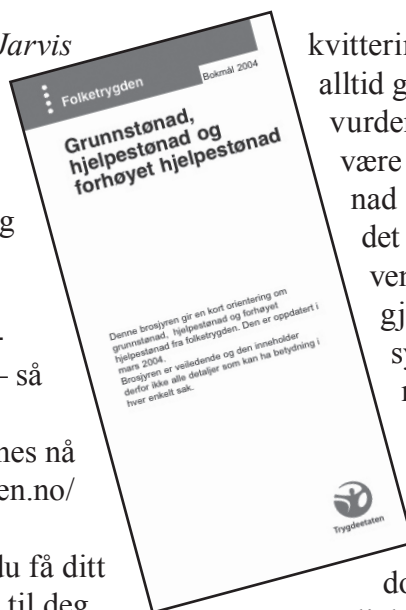 Jarvis
g
– så
nes nå
en.no/
du få ditt
til deg
Folketrygden
Bokmål 2004
Grunnstønad,
hjelpestønad og
forhøyet hjelpestønad
Denne brosjyren gir en kort orientering om
grunnstønad, hjelpestønad og forhøyet
hjelpestønad fra folketrygden. Den er oppdatert i
mars 2004.
Brosjyren er veiledende og den inneholder
derfor ikke alle detaljer som kan ha betydning i
hver enkelt sak.
Trygdeetaten
kvitterin
alltid g
vurder
være
nad
det
ver
gj
sy
do